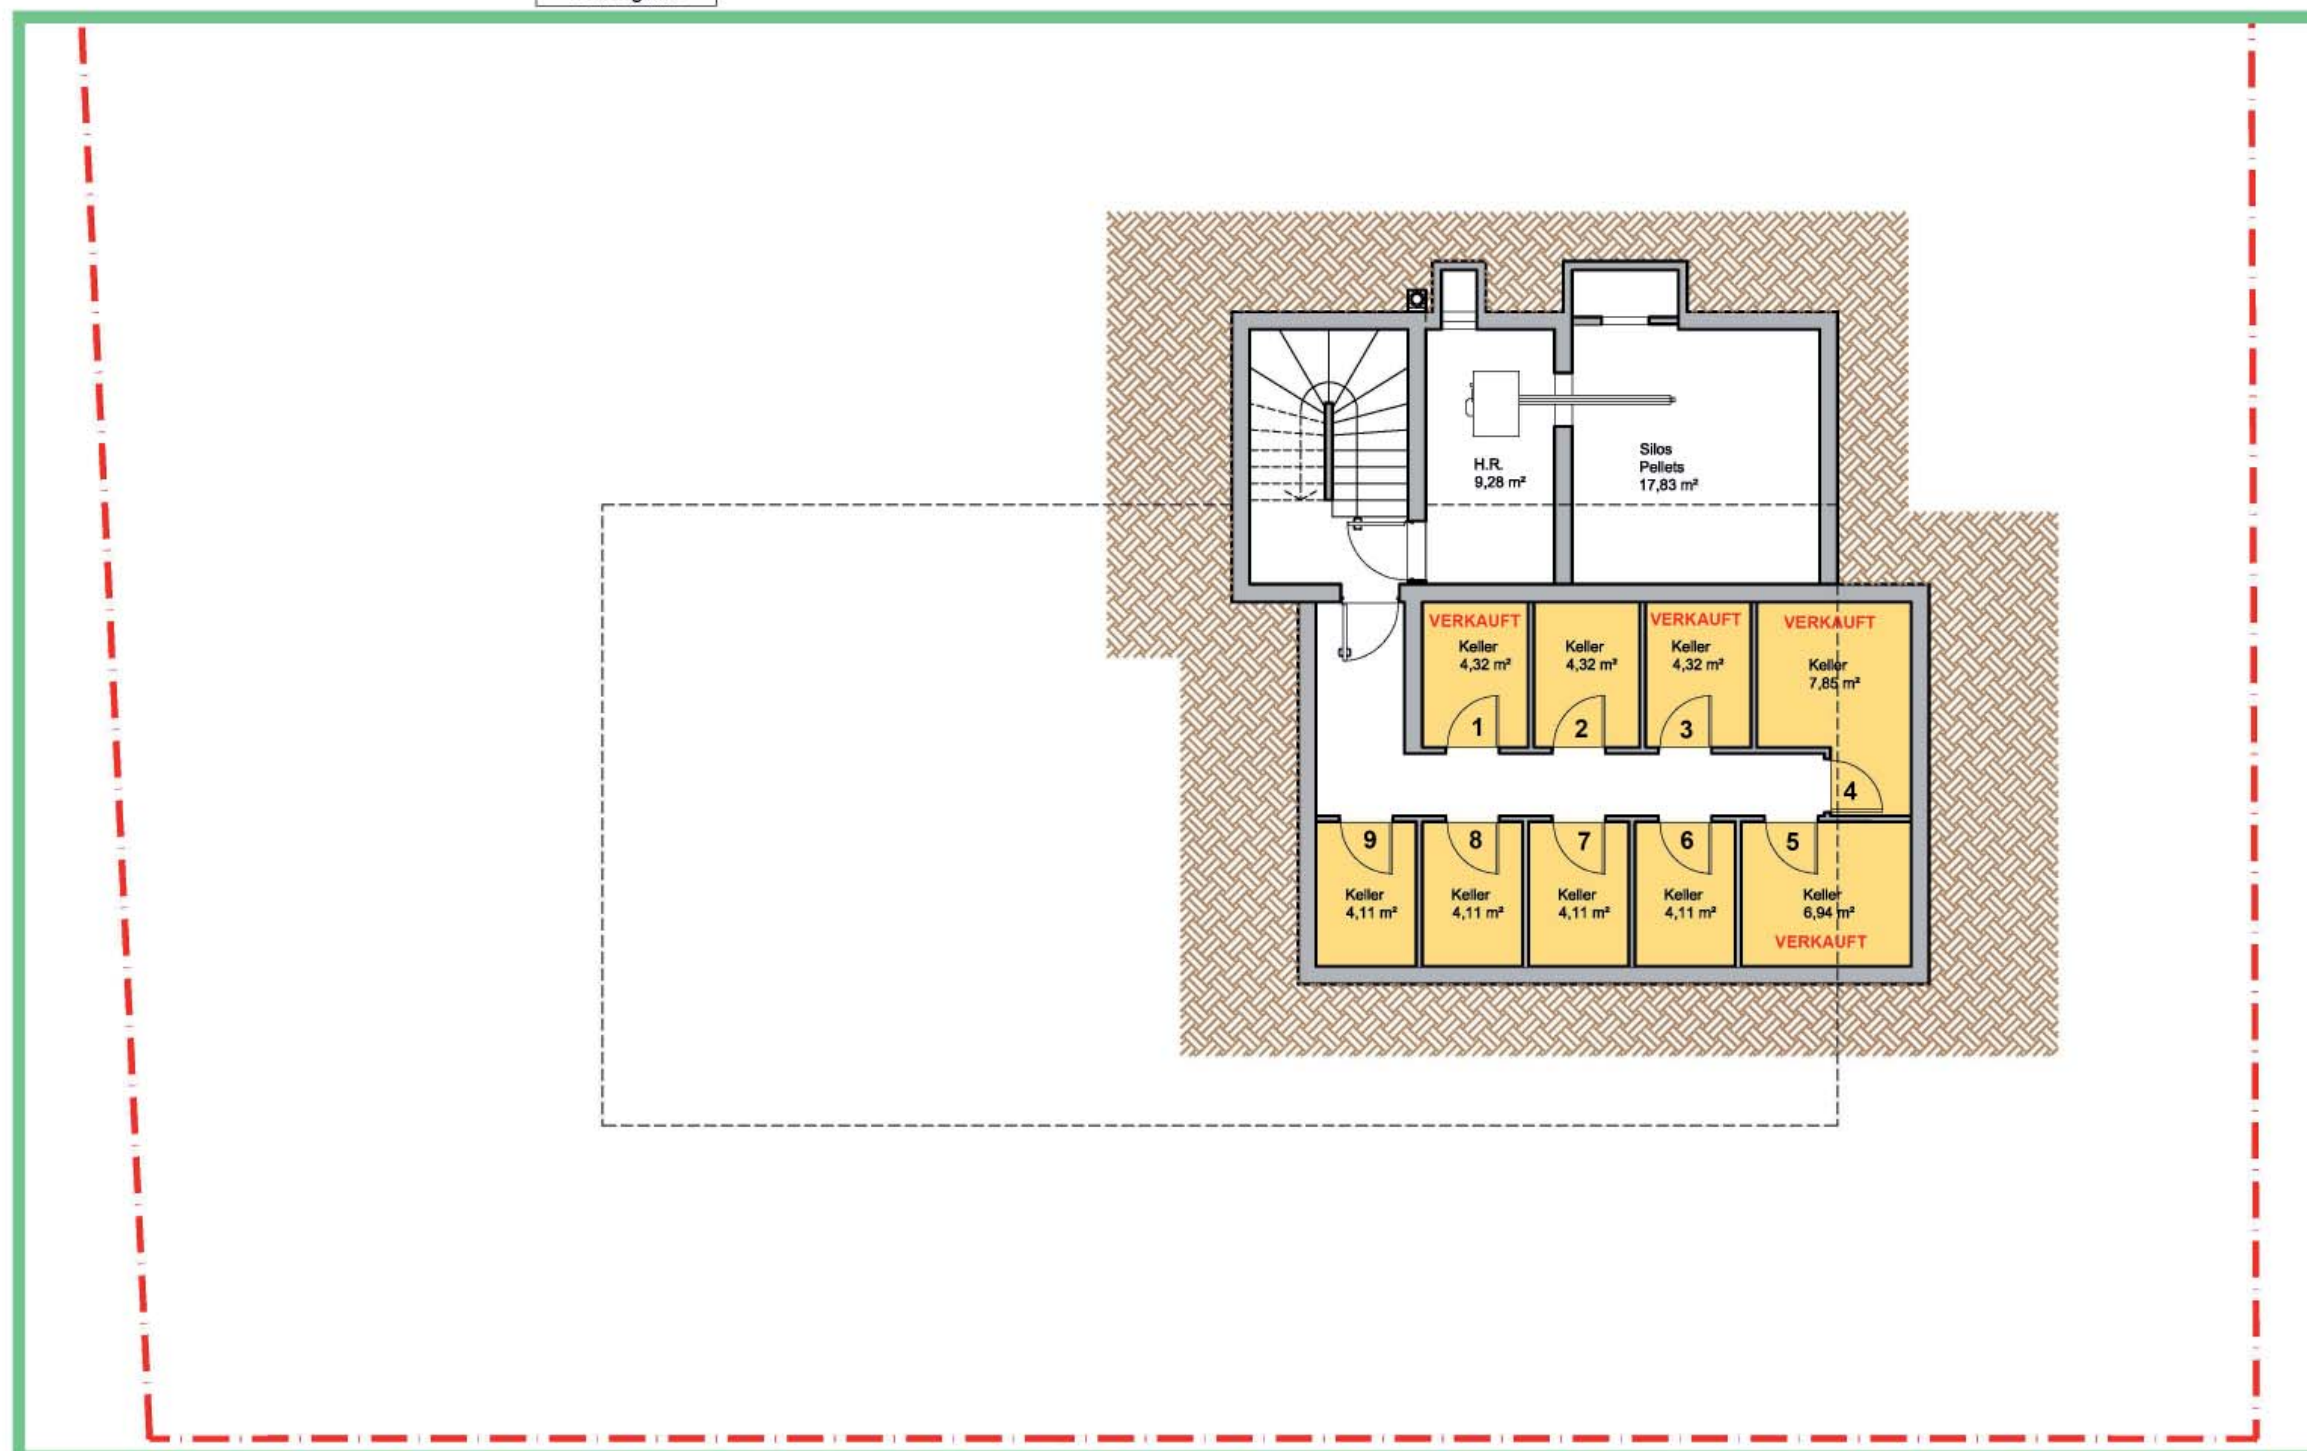 H.R.
9,28 m²
Silos
Pellets
17,83 m²
VERKAUFT
Keller
4,32 m²
1
Keller
4,32 m²
2
VERKAUFT
Keller
4,32 m²
3
VERKAUFT
Keller
7,85 m²
4
9
Keller
4,11 m²
8
Keller
4,11 m²
7
Keller
4,11 m²
6
Keller
4,11 m²
5
Keller
6,94 m²
VERKAUFT